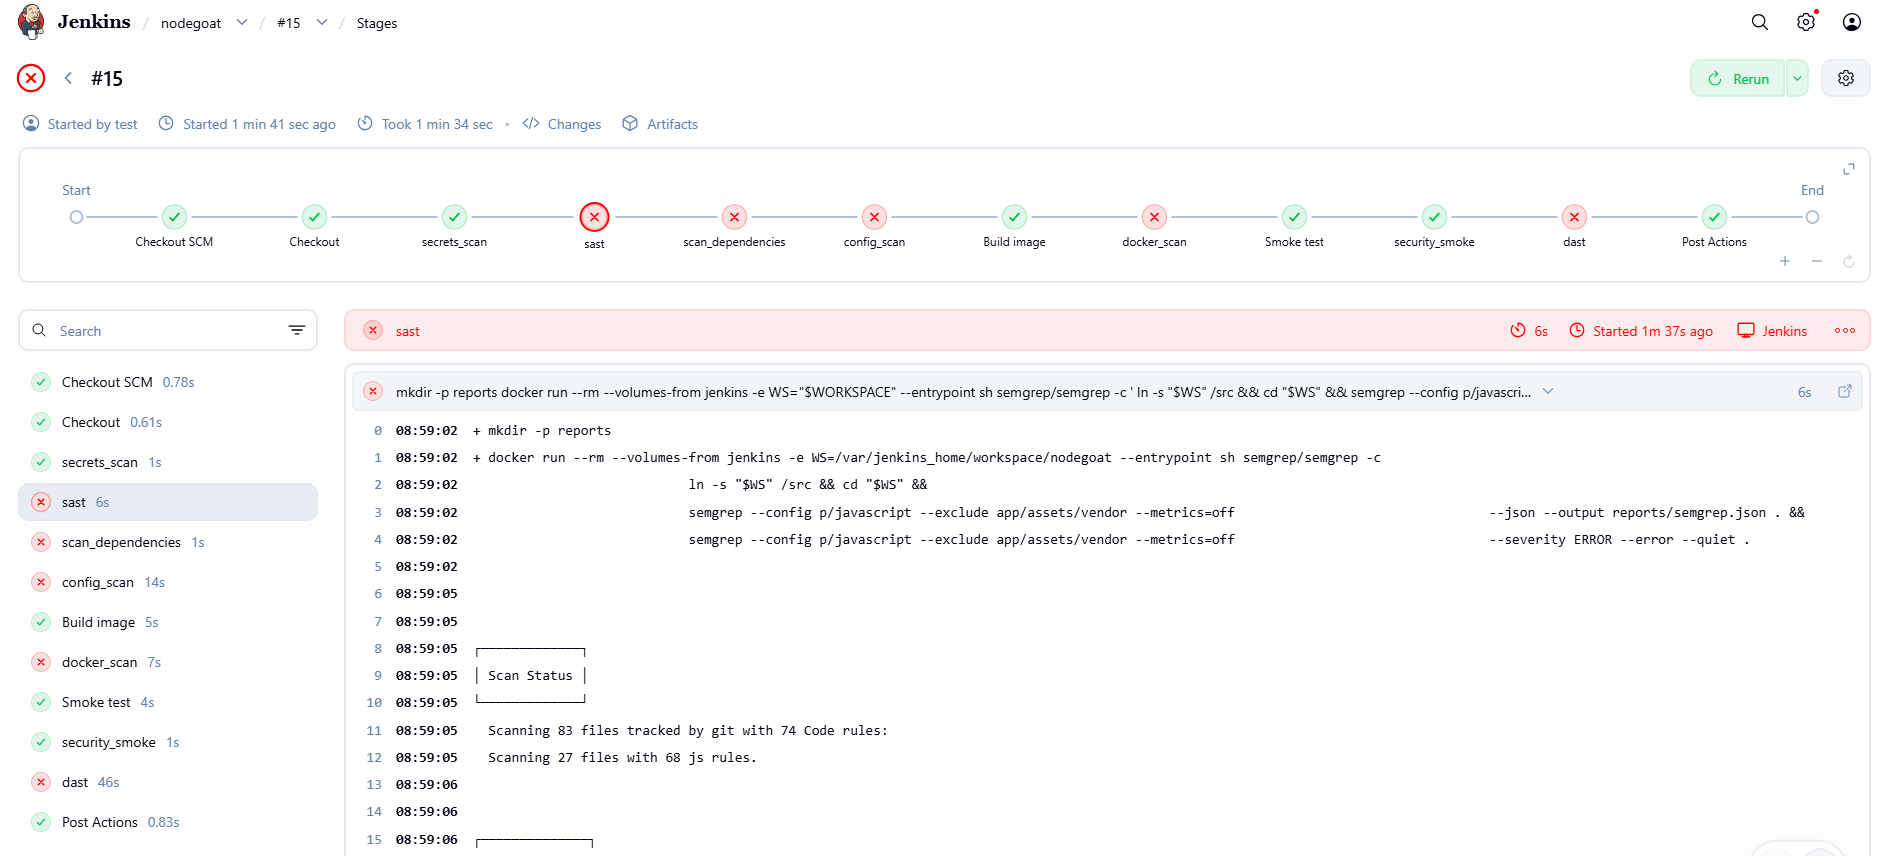 Jenkins / nodegoat / #15 / Stages
#15
Rerun
Started by test Started 1 min 41 sec ago Took 1 min 34 sec Changes Artifacts
Start End
Checkout SCM Checkout secrets_scan sast scan_dependencies config_scan Build image docker_scan Smoke test security_smoke dast Post Actions
Search
Checkout SCM 0.78s
Checkout 0.61s
secrets_scan 1s
sast 6s
scan_dependencies 1s
config_scan 14s
Build image 5s
docker_scan 7s
Smoke test 4s
security_smoke 1s
dast 46s
Post Actions 0.83s
sast 6s Started 1m 37s ago Jenkins
mkdir -p reports docker run --rm --volumes-from jenkins -e WS="$WORKSPACE" --entrypoint sh semgrep/semgrep -c ' ln -s "$WS" /src && cd "$WS" && semgrep --config p/javascri... 6s
0 08:59:02 + mkdir -p reports
1 08:59:02 + docker run --rm --volumes-from jenkins -e WS=/var/jenkins_home/workspace/nodegoat --entrypoint sh semgrep/semgrep -c
2 08:59:02 ln -s "$WS" /src && cd "$WS" &&
3 08:59:02 semgrep --config p/javascript --exclude app/assets/vendor --metrics=off --json --output reports/semgrep.json . &&
4 08:59:02 semgrep --config p/javascript --exclude app/assets/vendor --metrics=off --severity ERROR --error --quiet .
5 08:59:02
6 08:59:05
7 08:59:05
8 08:59:05
9 08:59:05 Scan Status
10 08:59:05
11 08:59:05 Scanning 83 files tracked by git with 74 Code rules:
12 08:59:05 Scanning 27 files with 68 js rules.
13 08:59:06
14 08:59:06
15 08:59:06